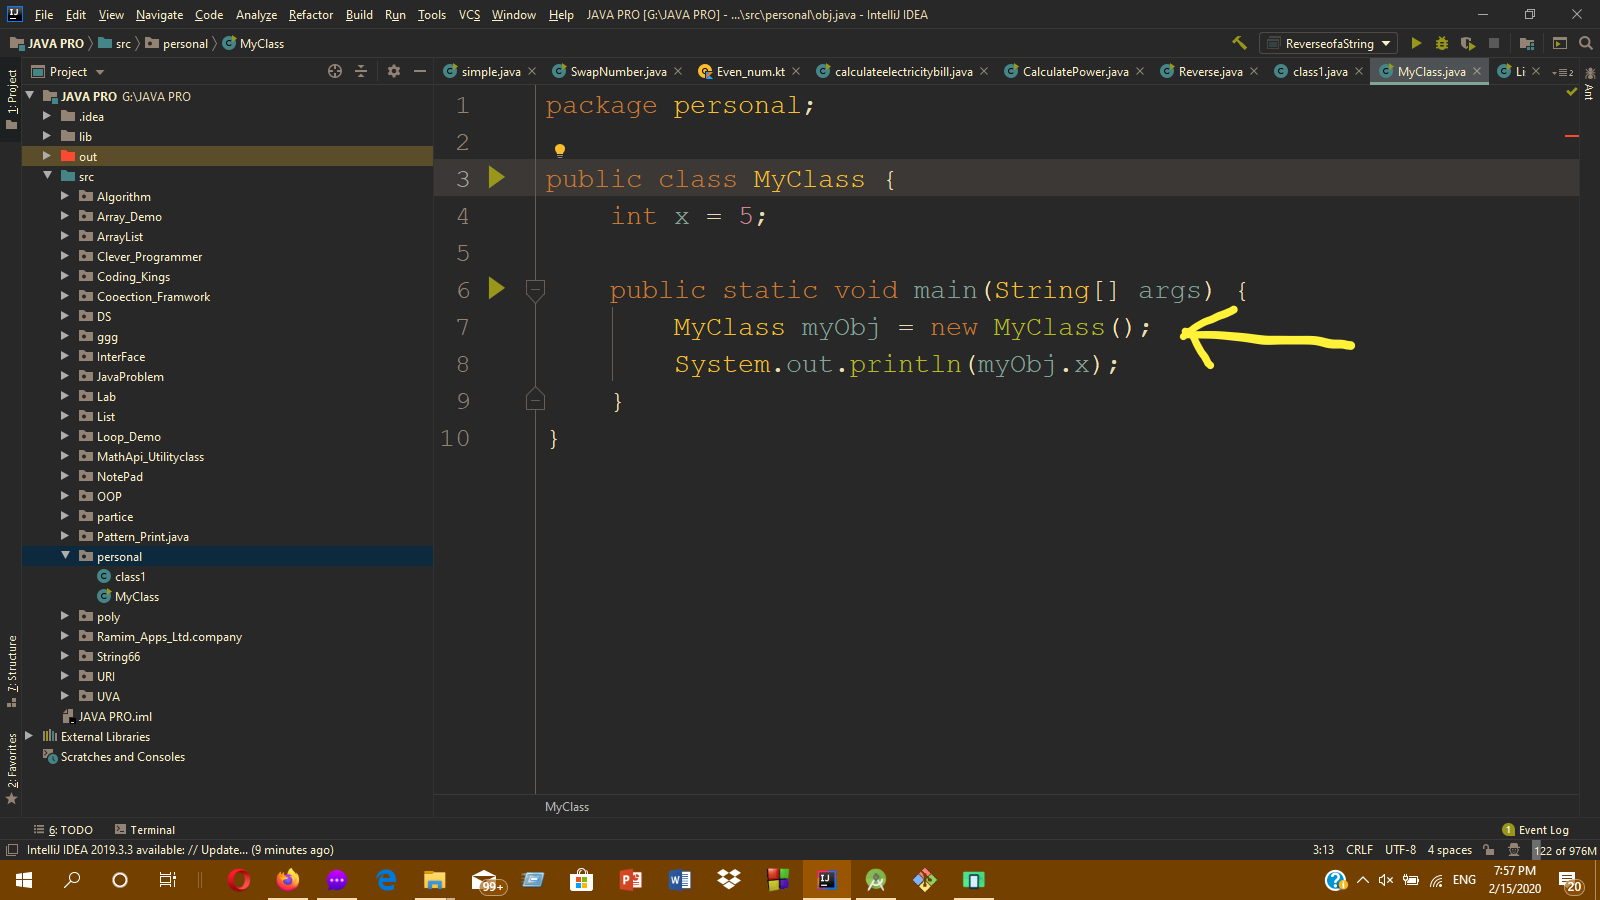 File Edit View Navigate Code Analyze Refactor Build Run Tools VCS Window Help JAVA PRO [G:\JAVA PRO] - ...\src\personal\obj.java - IntelliJ IDEA
JAVA PRO src personal MyClass ReverseofaString
1: Project
Project
simple.java SwapNumber.java Even_num.kt calculateelectricitybill.java CalculatePower.java Reverse.java class1.java MyClass.java Li 2
Ant
JAVA PRO G:\JAVA PRO
.idea
lib
out
src
Algorithm
Array_Demo
ArrayList
Clever_Programmer
Coding_Kings
Cooection_Framwork
DS
ggg
InterFace
JavaProblem
Lab
List
Loop_Demo
MathApi_Utilityclass
NotePad
OOP
partice
Pattern_Print.java
personal
class1
MyClass
poly
Ramim_Apps_Ltd.company
String66
URI
UVA
JAVA PRO.iml
External Libraries
Scratches and Consoles
7: Structure
2: Favorites
1 package personal;
2
3 public class MyClass {
4 int x = 5;
5
6 public static void main(String[] args) {
7 MyClass myObj = new MyClass();
8 System.out.println(myObj.x);
9 }
10 }
MyClass
6: TODO Terminal 1 Event Log
IntelliJ IDEA 2019.3.3 available: // Update... (9 minutes ago) 3:13 CRLF UTF-8 4 spaces 122 of 976M
99+ ENG 7:57 PM
2/15/2020 20